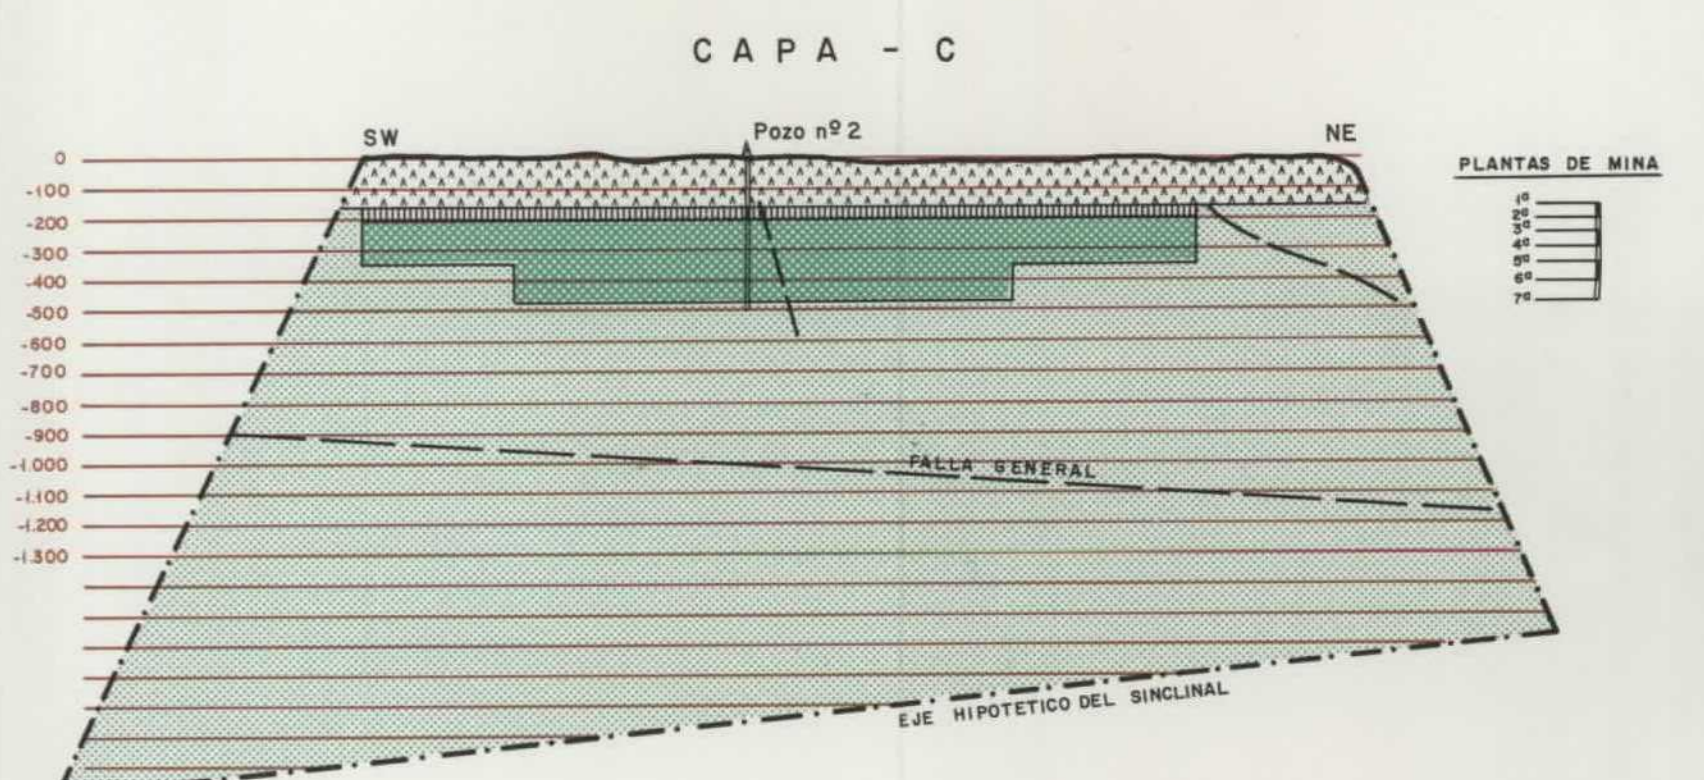 CAPA - C
SW
Pozo nº 2
NE
0
-100
-200
-300
-400
-500
-600
-700
-800
-900
-1.000
-1.100
-1.200
-1.300
PLANTAS DE MINA
1ª
2ª
3ª
4ª
5ª
6ª
7ª
FALLA GENERAL
EJE HIPOTETICO DEL SINCLINAL